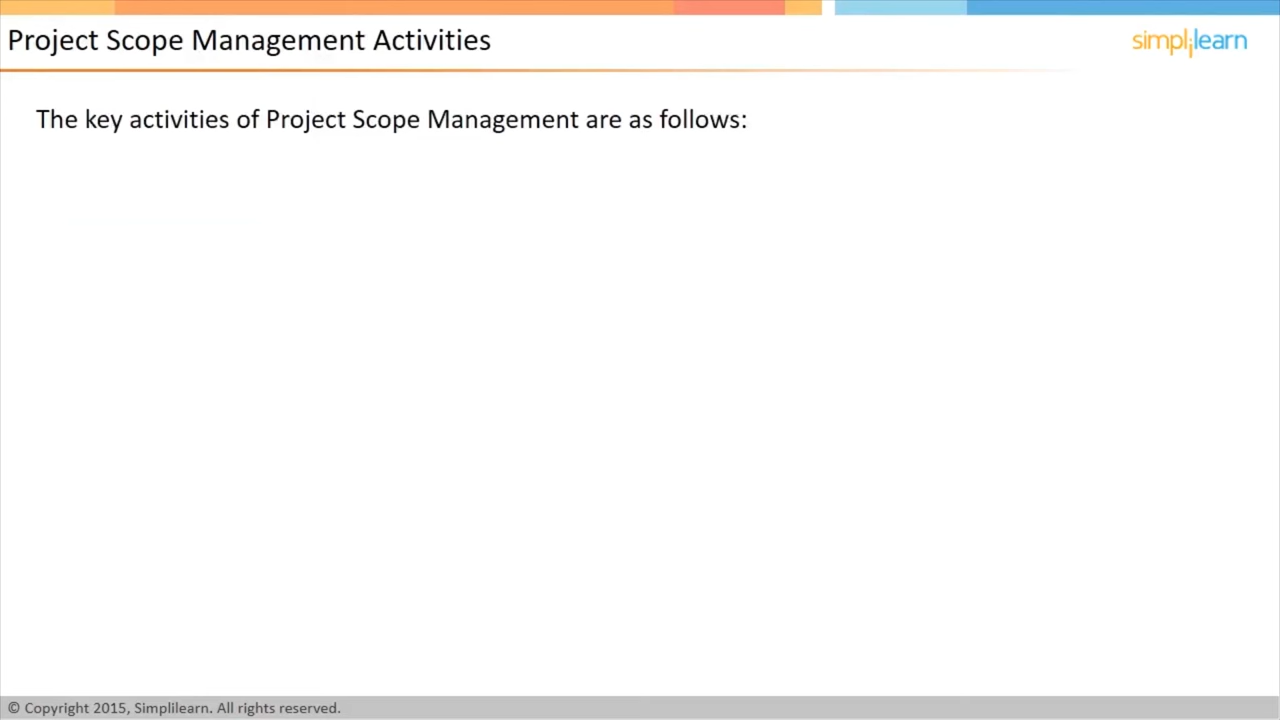 Project Scope Management Activities
simplilearn
The key activities of Project Scope Management are as follows:
© Copyright 2015, Simplilearn. All rights reserved.